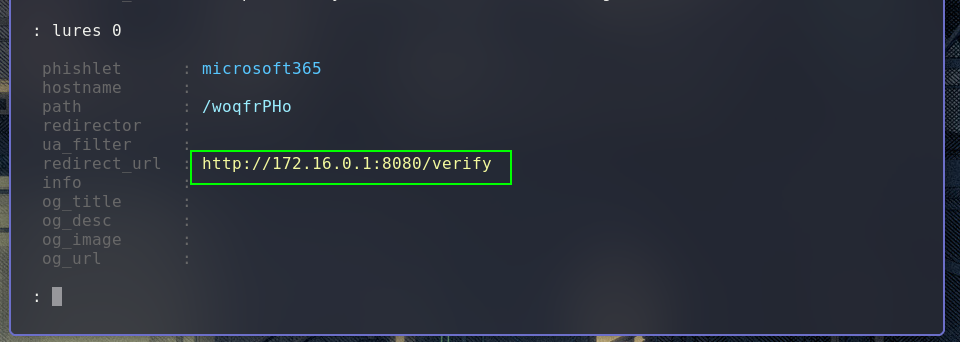 : lures 0
phishlet : microsoft365
hostname :
path : /woqfrPHo
redirector :
ua_filter :
redirect_url : http://172.16.0.1:8080/verify
info :
og_title :
og_desc :
og_image :
og_url :
: